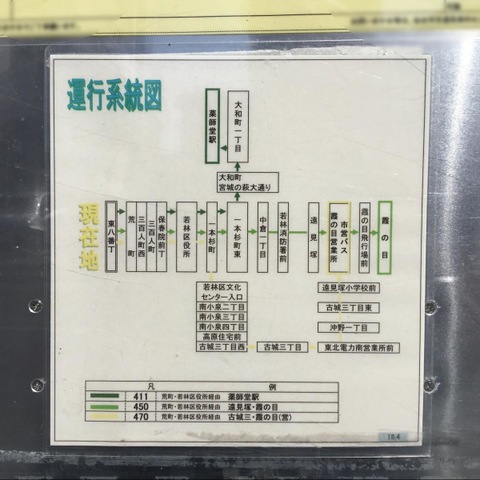 運行系統図
大和町一丁目
薬師堂駅
大和町
宮城の萩大通り
現在地
東八番丁
荒町
三百人町西
三百人町
保春院前丁
若林区役所
一本杉町
一本杉町東
中倉一丁目
若林消防署前
遠見塚
市営バス
霞の目営業所
霞の目飛行場前
霞の目
若林区文化
センター入口
南小泉二丁目
南小泉三丁目
南小泉四丁目
高原住宅前
古城三丁目西
古城三丁目
東北電力南営業所前
沖野一丁目
古城三丁目東
遠見塚小学校前
凡 例
411 荒町・若林区役所経由 薬師堂駅
450 荒町・若林区役所経由 遠見塚・霞の目
470 荒町・若林区役所経由 古城三・霞の目(営)
18.4